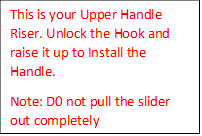 This is your Upper Handle
Riser. Unlock the Hook and
raise it up to Install the
Handle.
Note: D0 not pull the slider
out completely